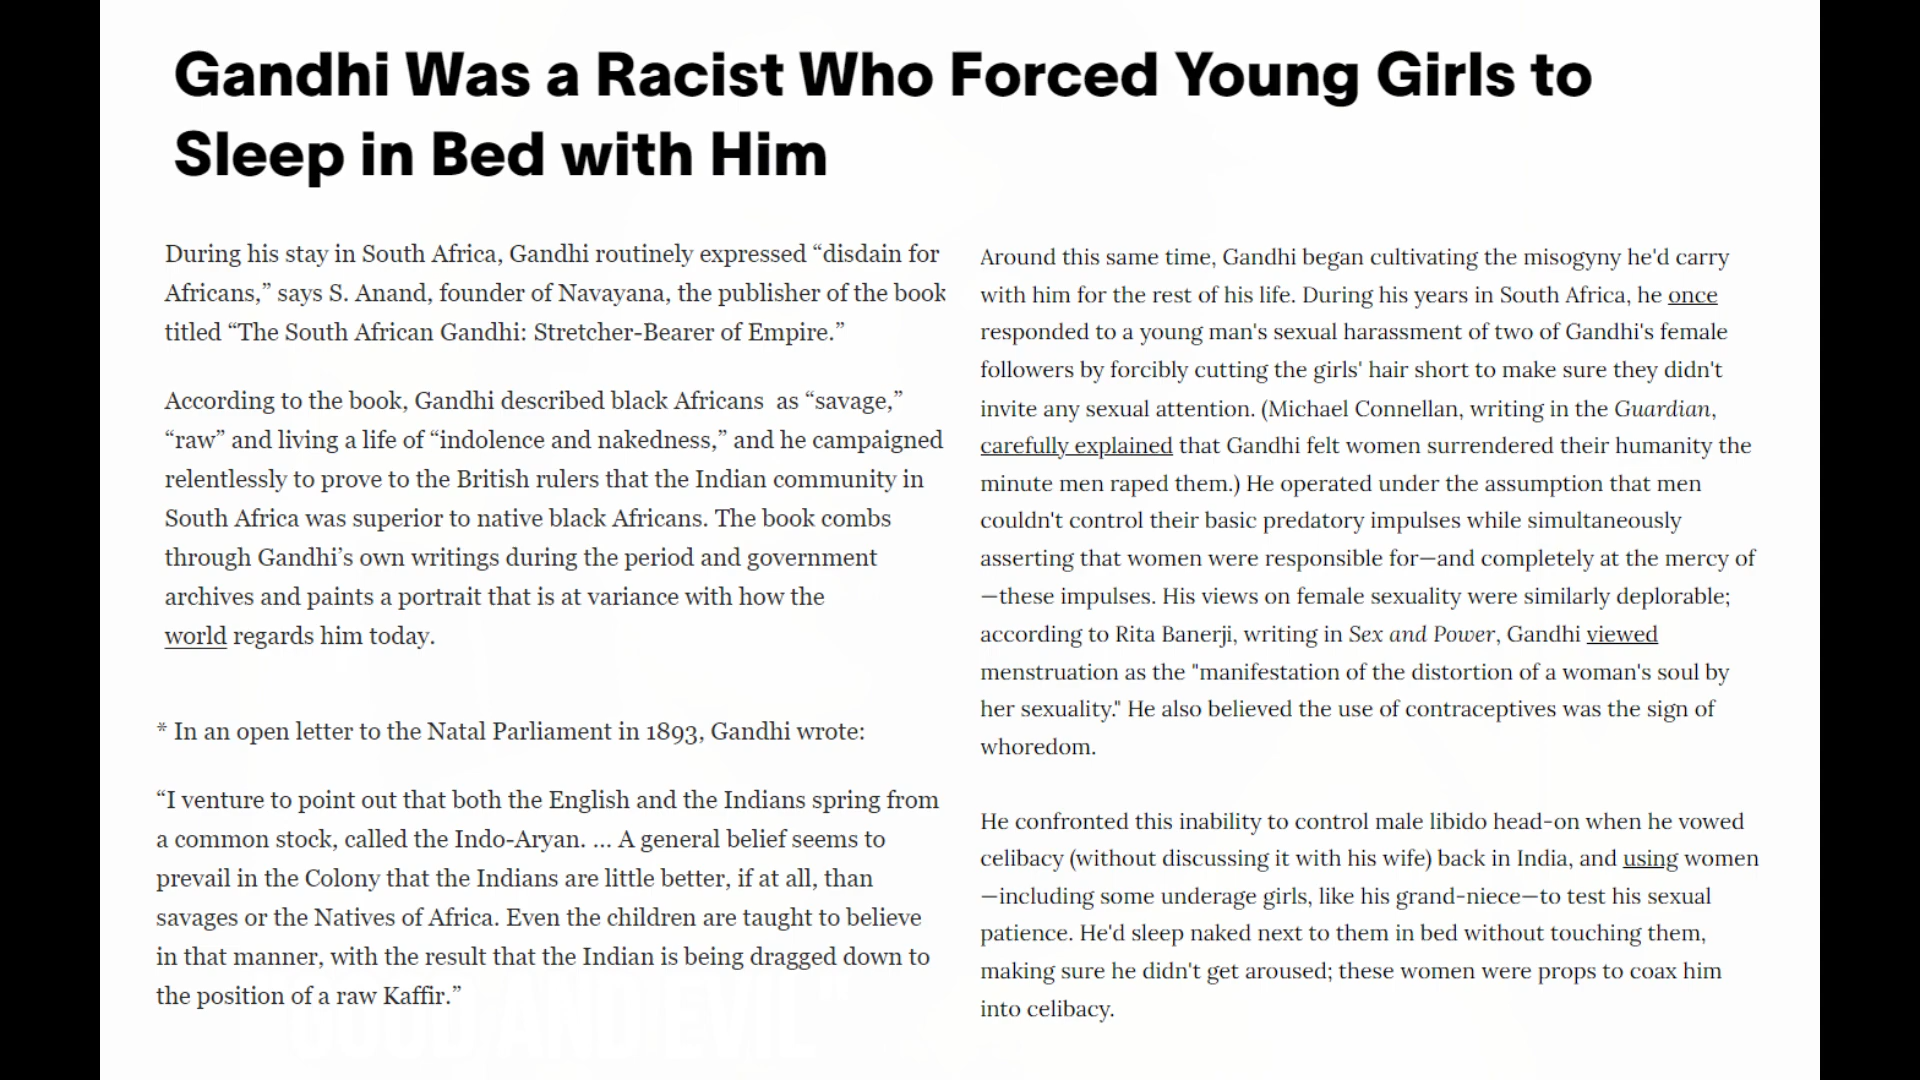 Gandhi Was a Racist Who Forced Young Girls to
Sleep in Bed with Him
During his stay in South Africa, Gandhi routinely expressed “disdain for
Africans,” says S. Anand, founder of Navayana, the publisher of the book
titled “The South African Gandhi: Stretcher-Bearer of Empire.”
According to the book, Gandhi described black Africans as “savage,”
“raw” and living a life of “indolence and nakedness,” and he campaigned
relentlessly to prove to the British rulers that the Indian community in
South Africa was superior to native black Africans. The book combs
through Gandhi’s own writings during the period and government
archives and paints a portrait that is at variance with how the
world regards him today.
* In an open letter to the Natal Parliament in 1893, Gandhi wrote:
“I venture to point out that both the English and the Indians spring from
a common stock, called the Indo-Aryan. … A general belief seems to
prevail in the Colony that the Indians are little better, if at all, than
savages or the Natives of Africa. Even the children are taught to believe
in that manner, with the result that the Indian is being dragged down to
the position of a raw Kaffir.”
Around this same time, Gandhi began cultivating the misogyny he'd carry
with him for the rest of his life. During his years in South Africa, he once
responded to a young man's sexual harassment of two of Gandhi's female
followers by forcibly cutting the girls' hair short to make sure they didn't
invite any sexual attention. (Michael Connellan, writing in the Guardian,
carefully explained that Gandhi felt women surrendered their humanity the
minute men raped them.) He operated under the assumption that men
couldn't control their basic predatory impulses while simultaneously
asserting that women were responsible for—and completely at the mercy of
—these impulses. His views on female sexuality were similarly deplorable;
according to Rita Banerji, writing in Sex and Power, Gandhi viewed
menstruation as the "manifestation of the distortion of a woman's soul by
her sexuality." He also believed the use of contraceptives was the sign of
whoredom.
He confronted this inability to control male libido head-on when he vowed
celibacy (without discussing it with his wife) back in India, and using women
—including some underage girls, like his grand-niece—to test his sexual
patience. He'd sleep naked next to them in bed without touching them,
making sure he didn't get aroused; these women were props to coax him
into celibacy.
GOOD AND EVIL"